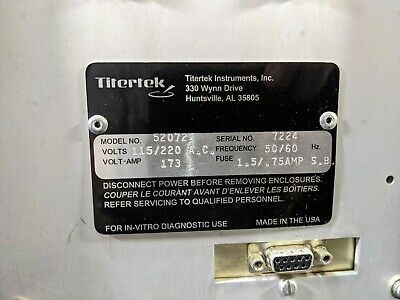 Titertek
Titertek Instruments, Inc.
330 Wynn Drive
Huntsville, AL 35805
MODEL NO. 520721 SERIAL NO. 7224
VOLTS 115/220 A.C. FREQUENCY 50/60 Hz.
VOLT-AMP 173 FUSE 1.5/.75AMP S.B.
DISCONNECT POWER BEFORE REMOVING ENCLOSURES.
COUPER LE COURANT AVANT D'ENLEVER LES BOÎTIERS.
REFER SERVICING TO QUALIFIED PERSONNEL.
FOR IN-VITRO DIAGNOSTIC USE MADE IN THE USA